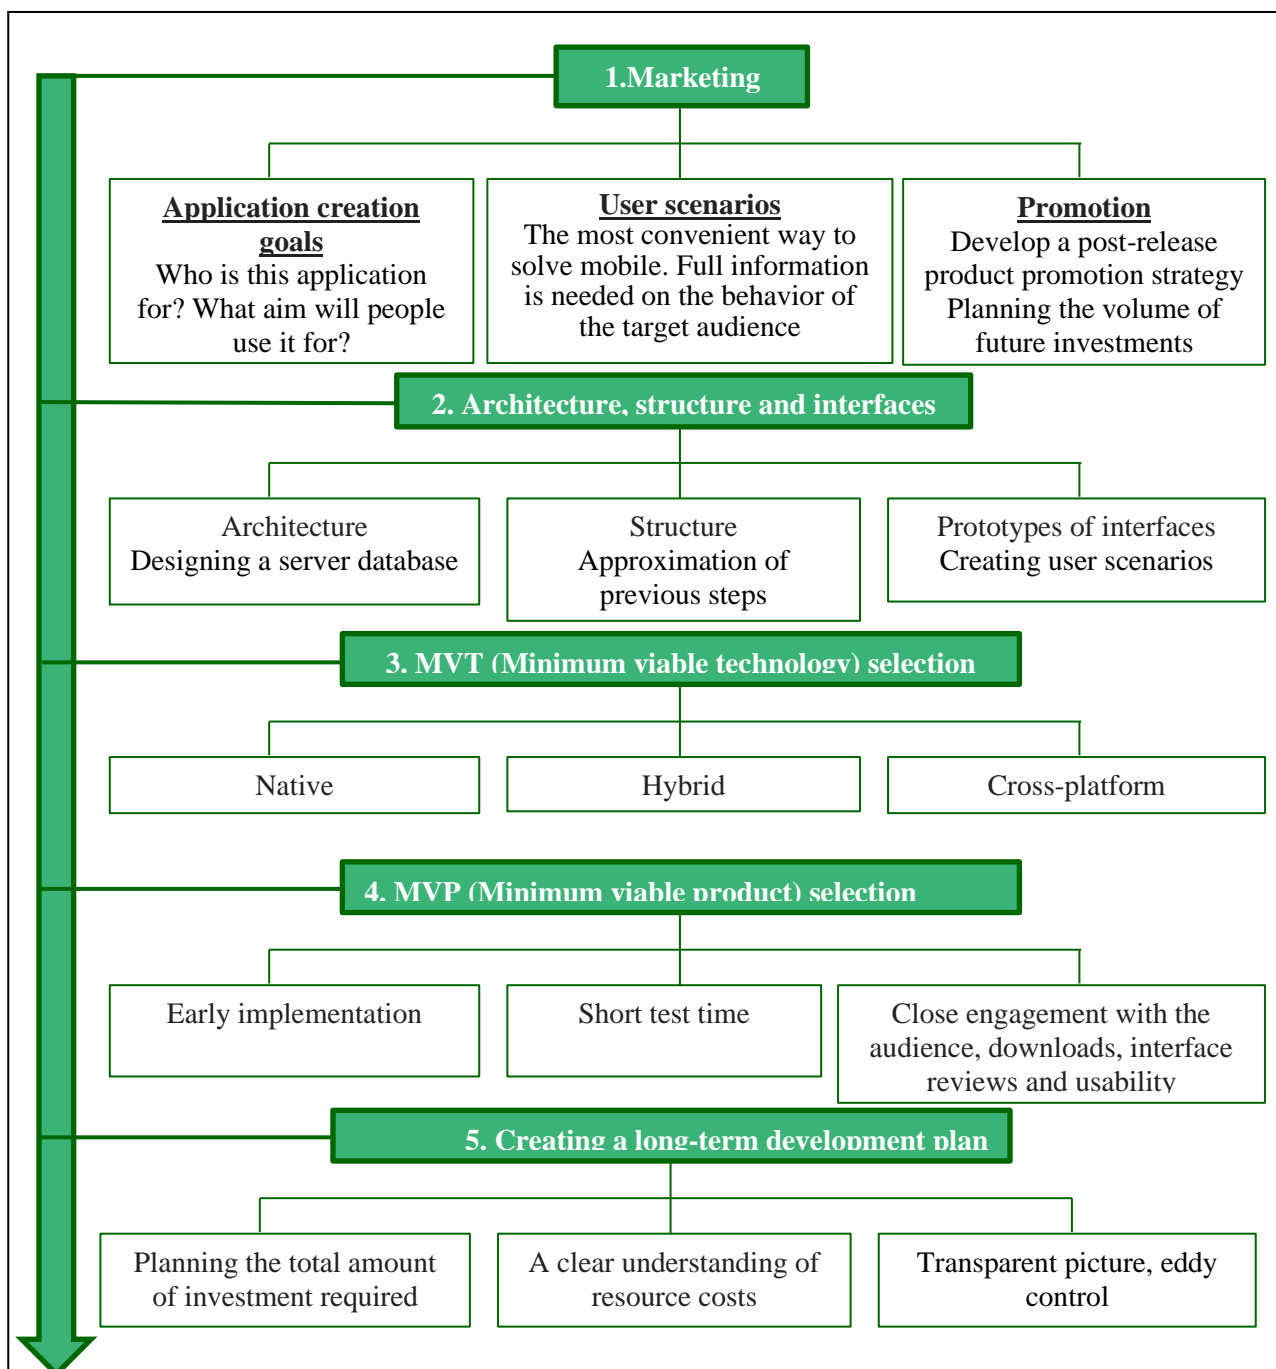 1.Marketing
Application creation
goals
Who is this application
for? What aim will people
use it for?
User scenarios
The most convenient way to
solve mobile. Full information
is needed on the behavior of
the target audience
Promotion
Develop a post-release
product promotion strategy
Planning the volume of
future investments
2. Architecture, structure and interfaces
Architecture
Designing a server database
Structure
Approximation of
previous steps
Prototypes of interfaces
Creating user scenarios
3. MVT (Minimum viable technology) selection
Native
Hybrid
Cross-platform
4. MVP (Minimum viable product) selection
Early implementation
Short test time
Close engagement with the
audience, downloads, interface
reviews and usability
5. Creating a long-term development plan
Planning the total amount
of investment required
A clear understanding of
resource costs
Transparent picture, eddy
control